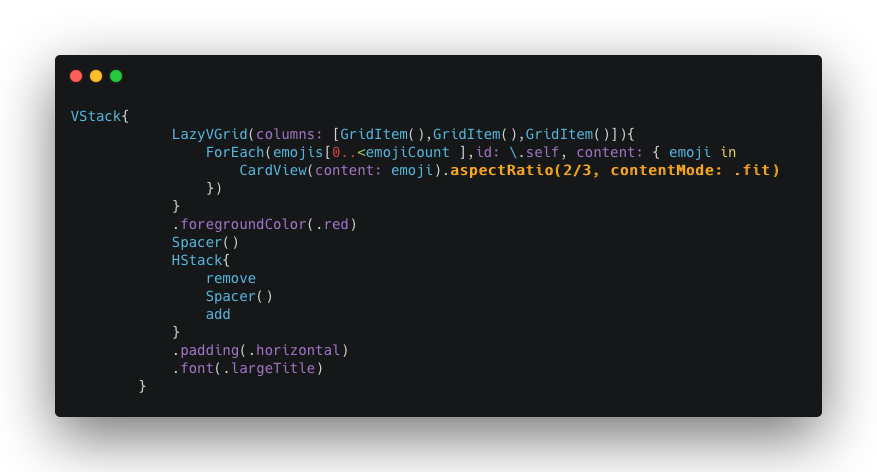 VStack{
            LazyVGrid(columns: [GridItem(),GridItem(),GridItem()]){
                ForEach(emojis[0..<emojiCount ],id: \.self, content: { emoji in
                    CardView(content: emoji).aspectRatio(2/3, contentMode: .fit)
                })
            }
            .foregroundColor(.red)
            Spacer()
            HStack{
                remove
                Spacer()
                add
            }
            .padding(.horizontal)
            .font(.largeTitle)
        }